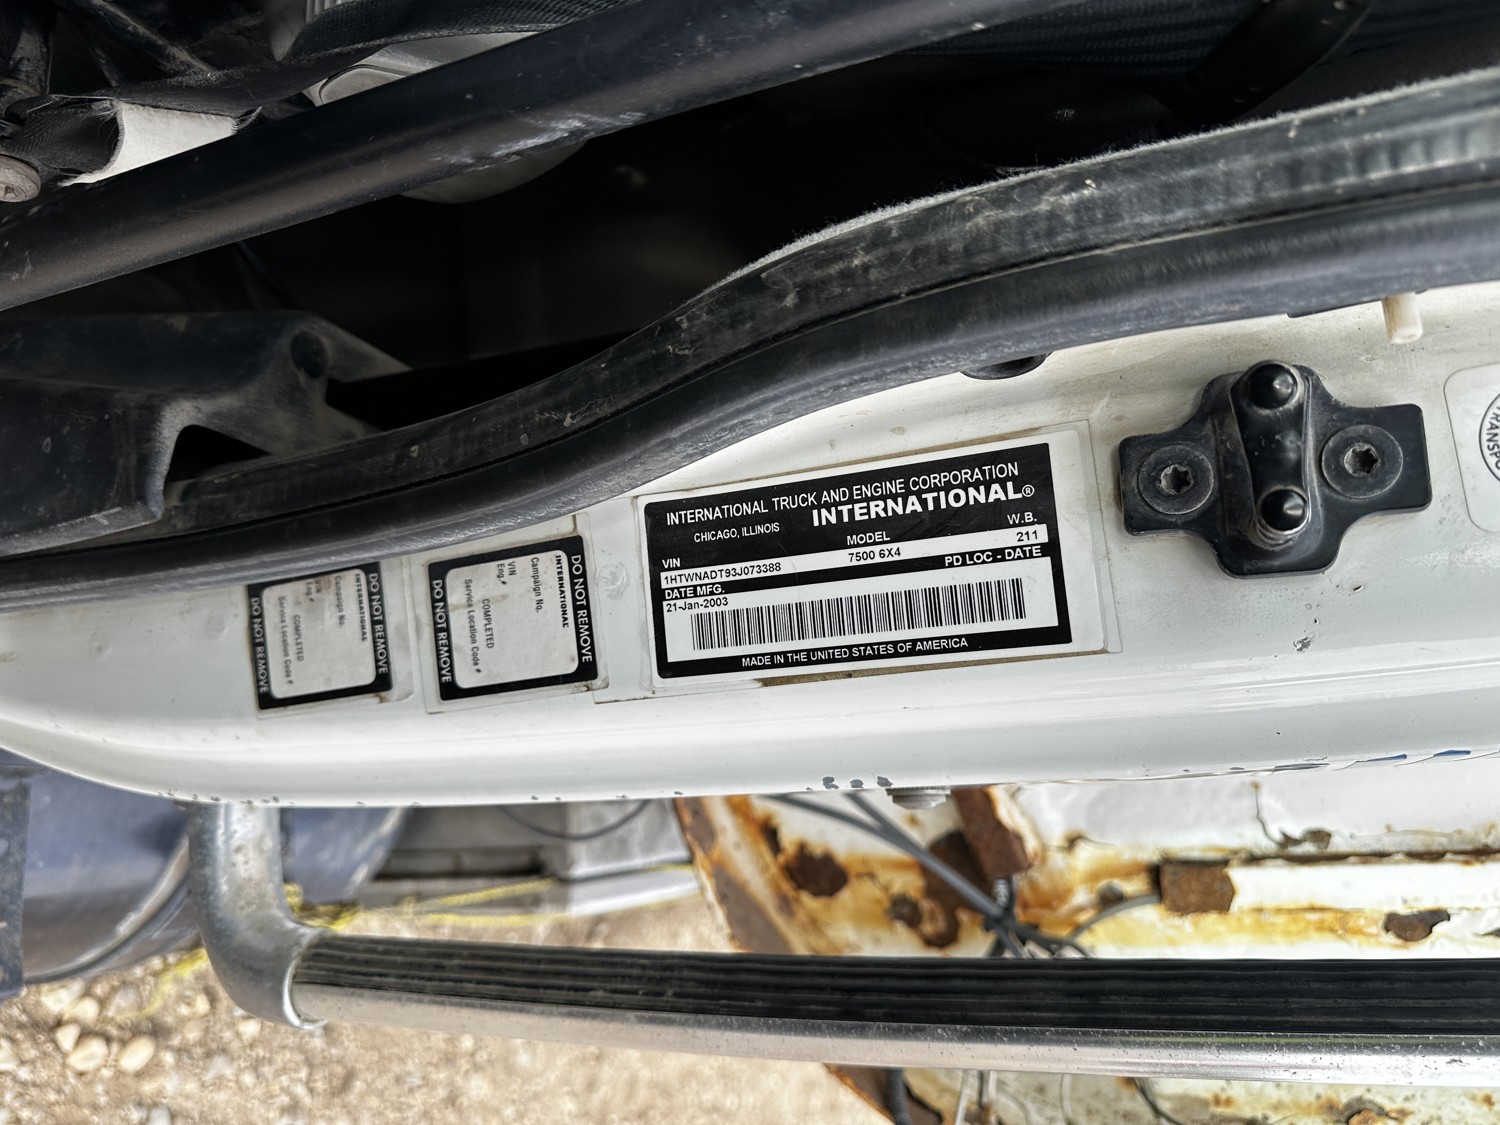 INTERNATIONAL TRUCK AND ENGINE CORPORATION
CHICAGO, ILLINOIS
INTERNATIONAL®
VIN
MODEL
W.B.
1HTWNADT93J073388
7500 6X4
211
DATE MFG.
PD LOC - DATE
21-Jan-2003
MADE IN THE UNITED STATES OF AMERICA
DO NOT REMOVE
INTERNATIONAL
Campaign No.
VIN
Eng.#
COMPLETED
Service Location Code #
DO NOT REMOVE
DO NOT REMOVE
INTERNATIONAL
Campaign No.
VIN
Eng.#
COMPLETED
Service Location Code #
DO NOT REMOVE